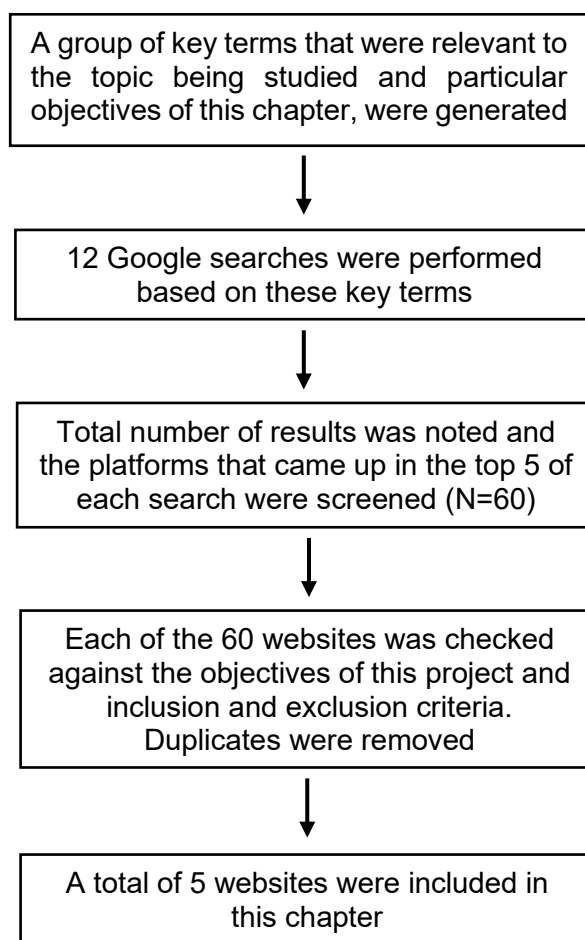 A group of key terms that were relevant to
the topic being studied and particular
objectives of this chapter, were generated
12 Google searches were performed
based on these key terms
Total number of results was noted and
the platforms that came up in the top 5 of
each search were screened (N=60)
Each of the 60 websites was checked
against the objectives of this project and
inclusion and exclusion criteria.
Duplicates were removed
A total of 5 websites were included in
this chapter